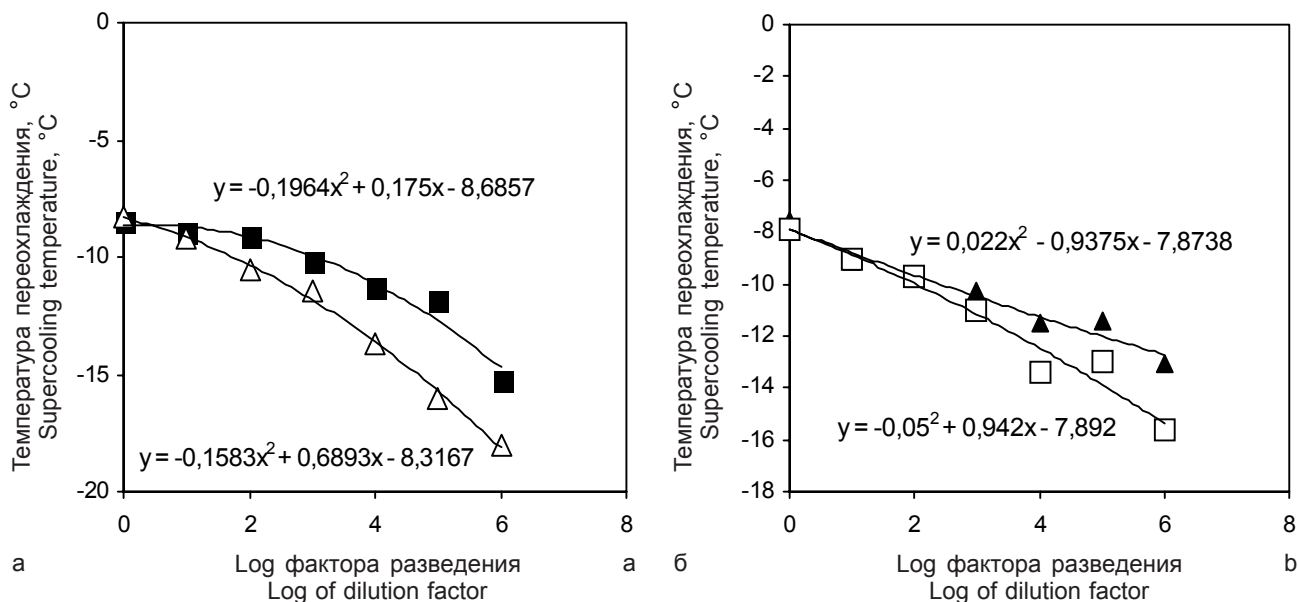 Температура переохлаждения, °C
Supercooling temperature, °C
0
-5
-10
-15
-20
y = -0,1964x² + 0,175x - 8,6857
y = -0,1583x² + 0,6893x - 8,3167
0 2 4 6 8
Log фактора разведения
Log of dilution factor
а a
Температура переохлаждения, °C
Supercooling temperature, °C
0
-2
-4
-6
-8
-10
-12
-14
-16
-18
y = 0,022x² - 0,9375x - 7,8738
y = -0,05² + 0,942x - 7,892
0 2 4 6 8
Log фактора разведения
Log of dilution factor
б b